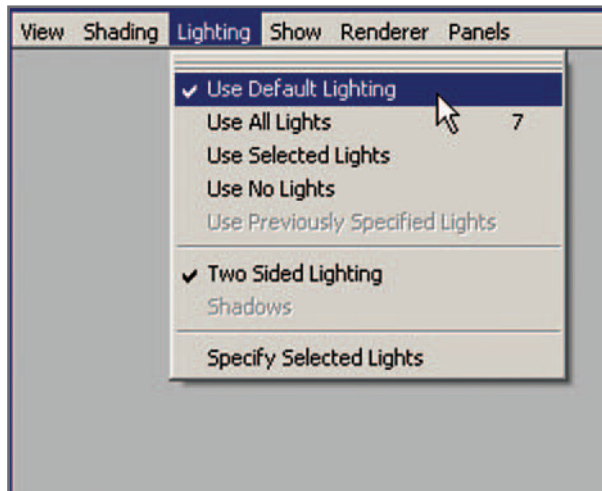 View Shading Lighting Show Renderer Panels
Use Default Lighting
Use All Lights 7
Use Selected Lights
Use No Lights
Use Previously Specified Lights
Two Sided Lighting
Shadows
Specify Selected Lights